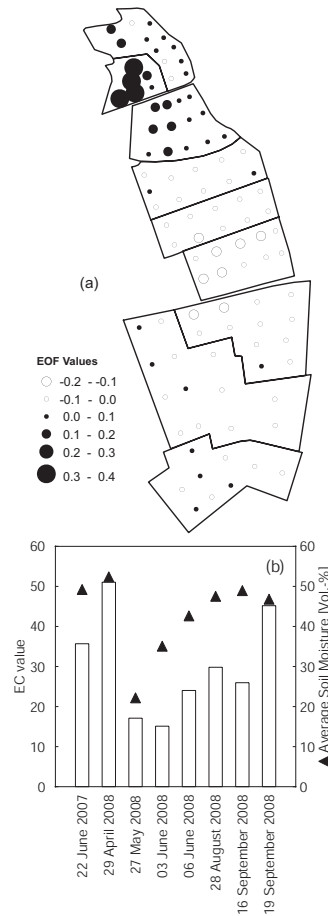 (a)
EOF Values
-0.2 - -0.1
-0.1 - 0.0
0.0 - 0.1
0.1 - 0.2
0.2 - 0.3
0.3 - 0.4
(b)
60
50
40
30
20
10
0
EC value
60
50
40
30
20
10
0
▲ Average Soil Moisture [Vol.-%]
22 June 2007
29 April 2008
27 May 2008
03 June 2008
06 June 2008
28 August 2008
16 September 2008
19 September 2008